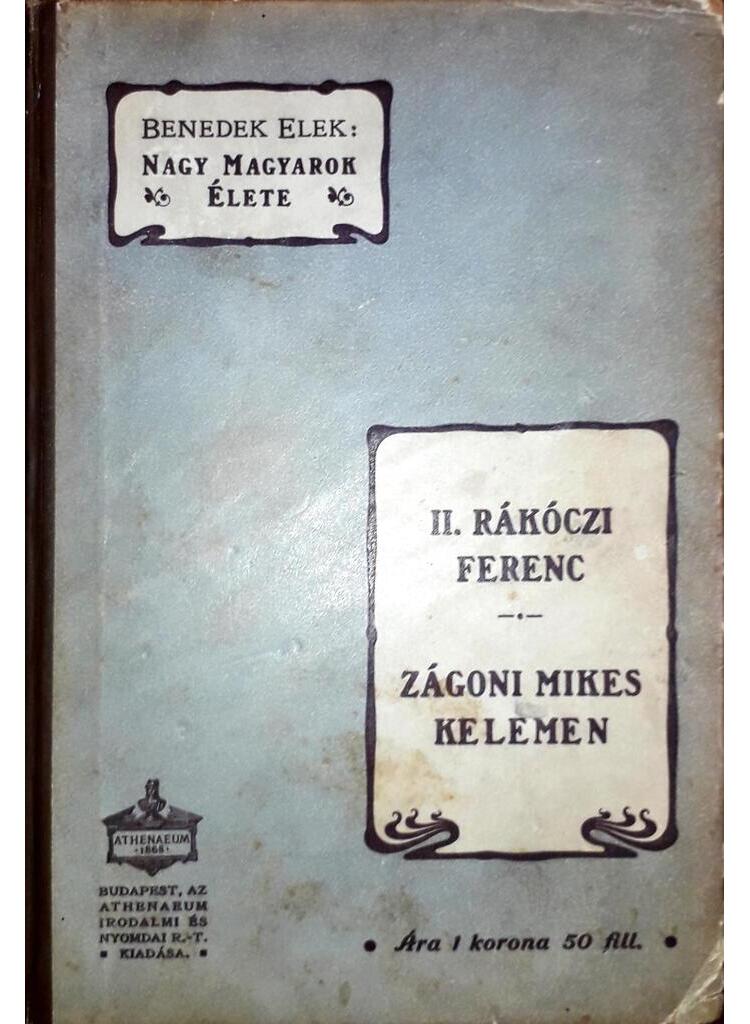 BENEDEK ELEK:
NAGY MAGYAROK
ÉLETE
II. RÁKÓCZI
FERENC
ZÁGONI MIKES
KELEMEN
ATHENAEUM
·1868·
BUDAPEST, AZ
ATHENAEUM
IRODALMI ÉS
NYOMDAI R.-T.
▪ KIADÁSA. ▪
• Ára 1 korona 50 fill. •